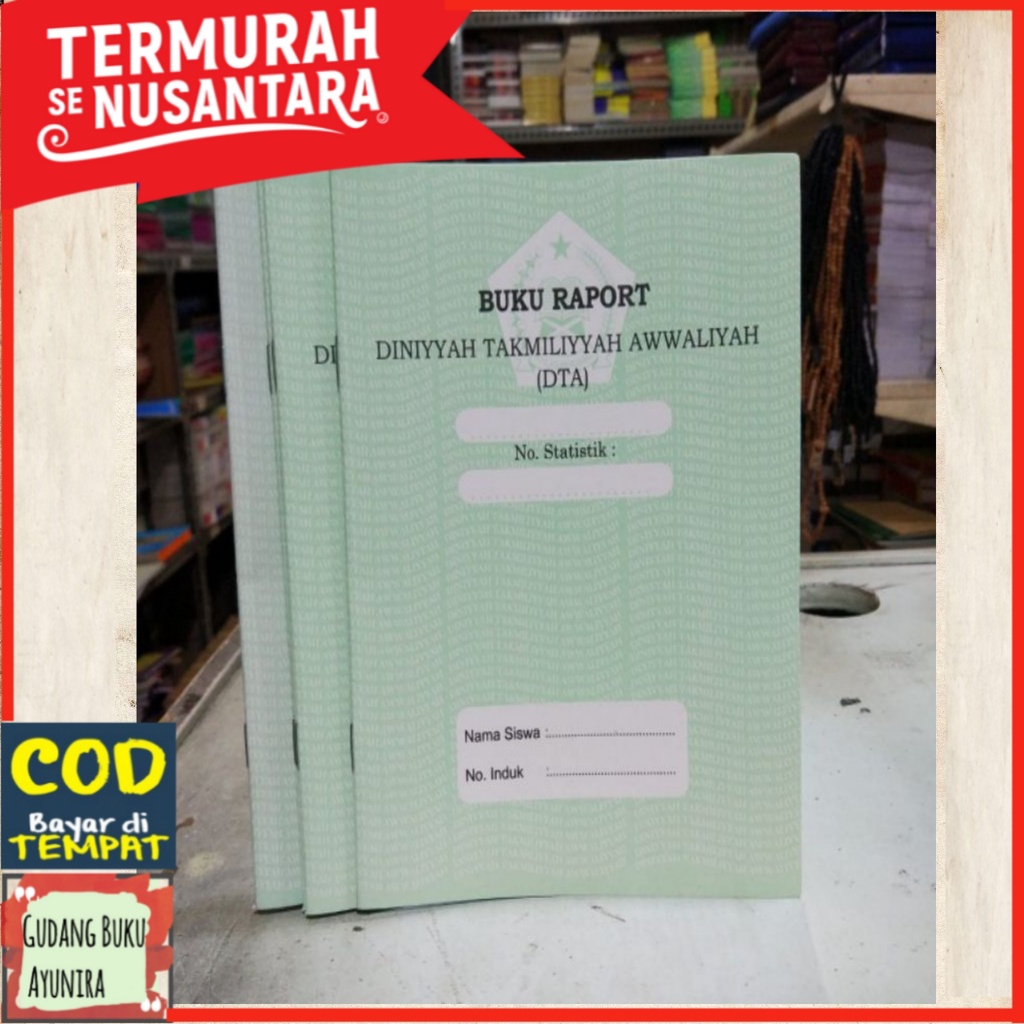 TERMURAH
SE NUSANTARA
BUKU RAPORT
DINIYYAH TAKMILIYYAH AWWALIYAH
(DTA)
No. Statistik :
Nama Siswa :
No. Induk :
DI
COD
Bayar di
TEMPAT
GUDANG BUKU
AYUNIRA